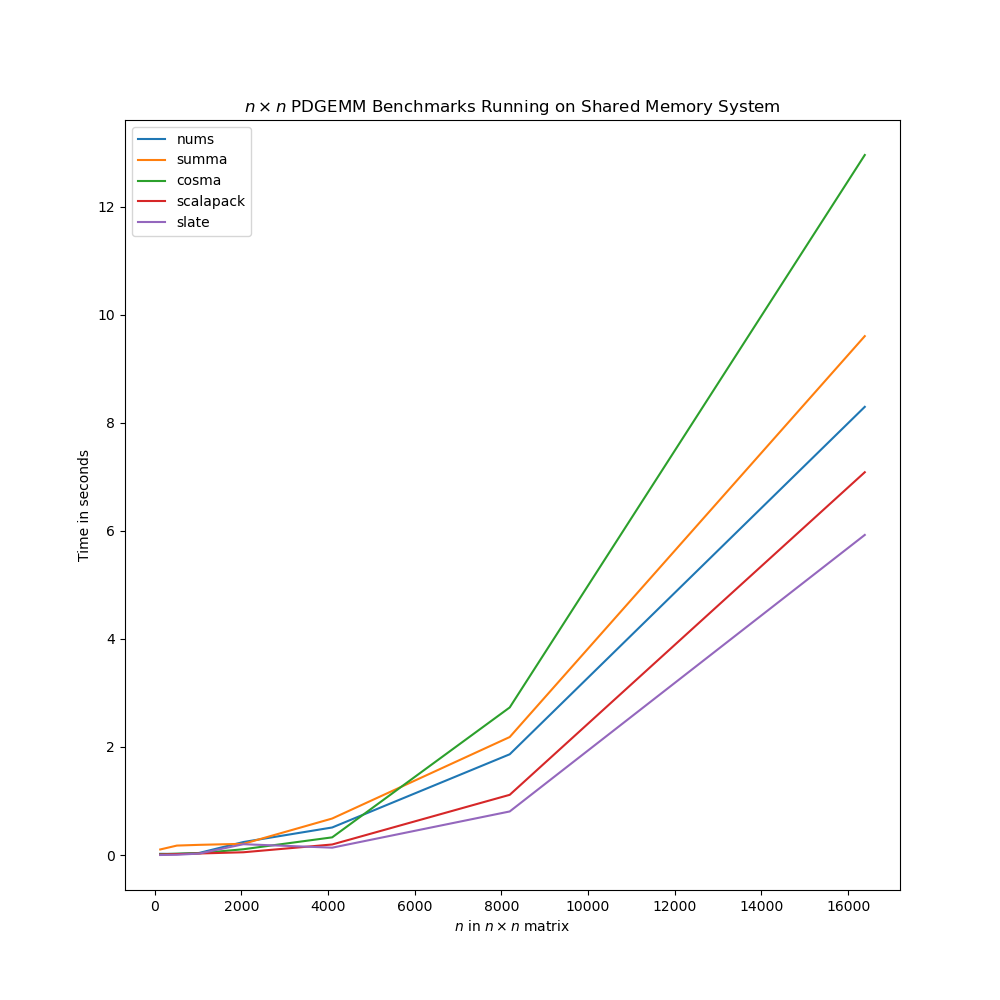 n × n PDGEMM Benchmarks Running on Shared Memory System
nums
summa
cosma
scalapack
slate
12
10
8
6
4
2
0
Time in seconds
0 2000 4000 6000 8000 10000 12000 14000 16000
n in n × n matrix